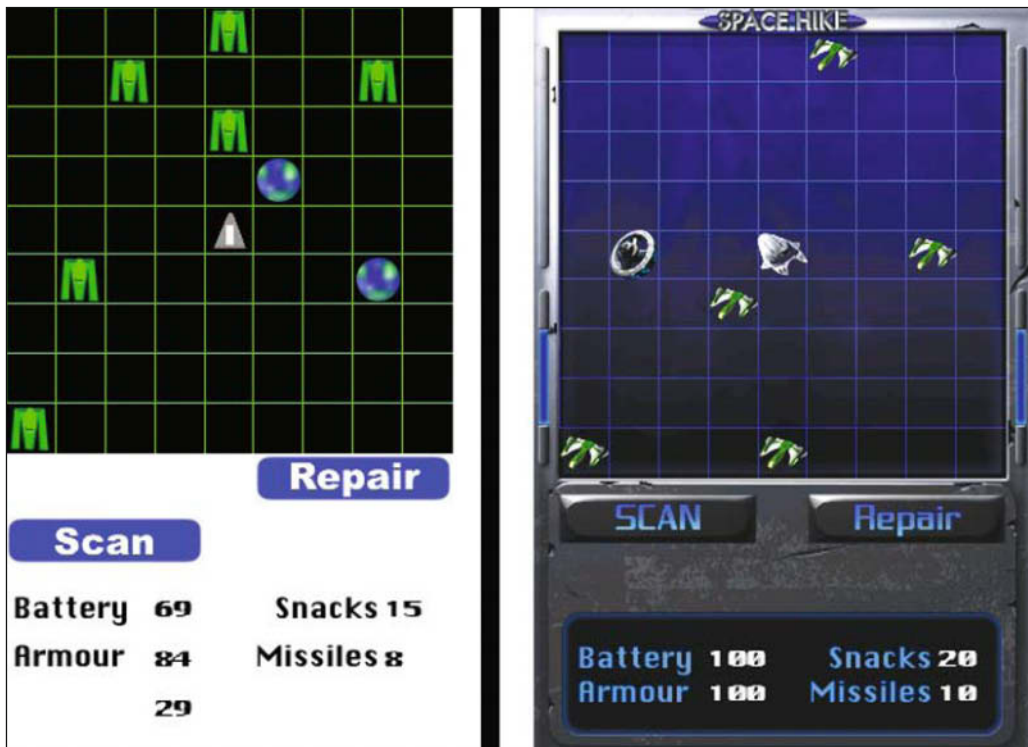 Repair
Scan
Battery 69 Snacks 15
Armour 84 Missiles 8
29
SPACE HIKE
SCAN Repair
Battery 100 Snacks 20
Armour 100 Missiles 10